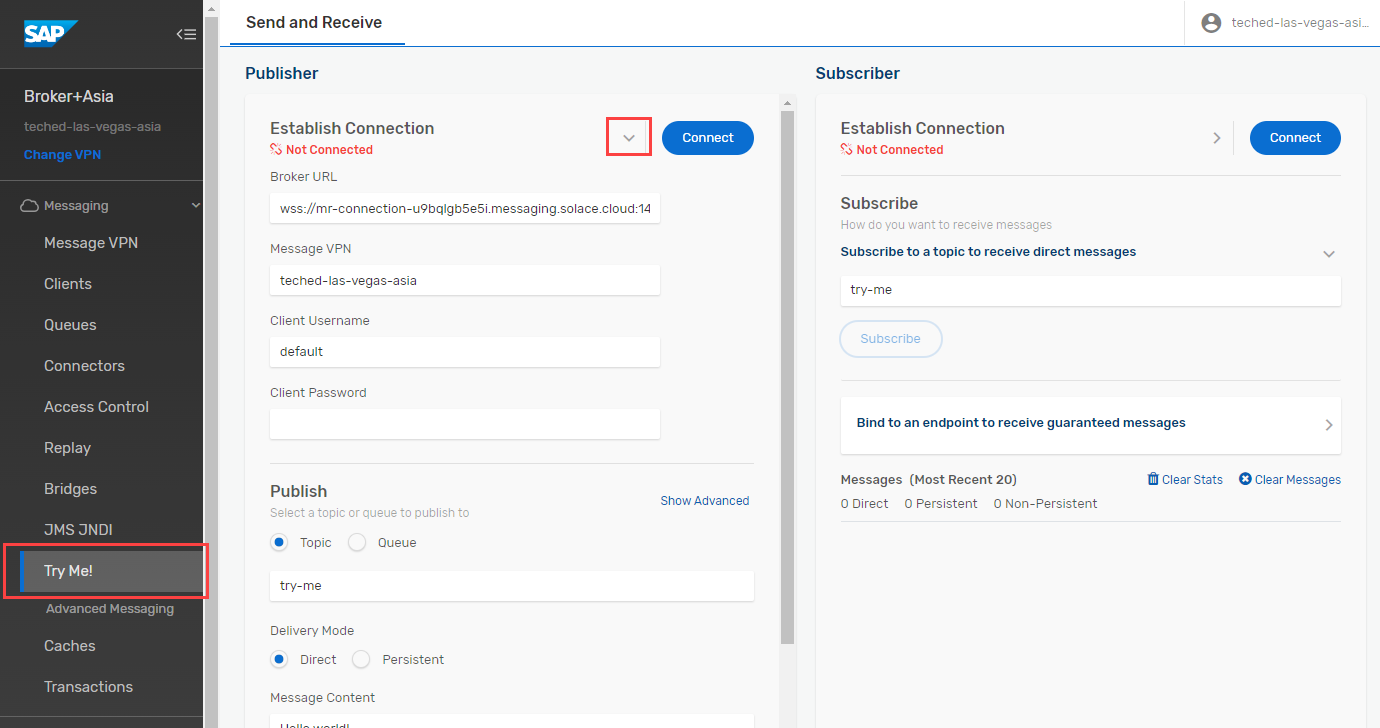 SAP
Broker+Asia
teched-las-vegas-asia
Change VPN
Messaging
Message VPN
Clients
Queues
Connectors
Access Control
Replay
Bridges
JMS JNDI
Try Me!
Advanced Messaging
Caches
Transactions
Send and Receive
teched-las-vegas-asi...
Publisher
Establish Connection
Not Connected
Connect
Broker URL
wss://mr-connection-u9bqlgb5e5i.messaging.solace.cloud:14
Message VPN
teched-las-vegas-asia
Client Username
default
Client Password
Publish
Select a topic or queue to publish to
Show Advanced
Topic Queue
try-me
Delivery Mode
Direct Persistent
Message Content
Hello world!
Subscriber
Establish Connection
Not Connected
Connect
Subscribe
How do you want to receive messages
Subscribe to a topic to receive direct messages
try-me
Subscribe
Bind to an endpoint to receive guaranteed messages
Messages (Most Recent 20)
Clear Stats Clear Messages
0 Direct 0 Persistent 0 Non-Persistent